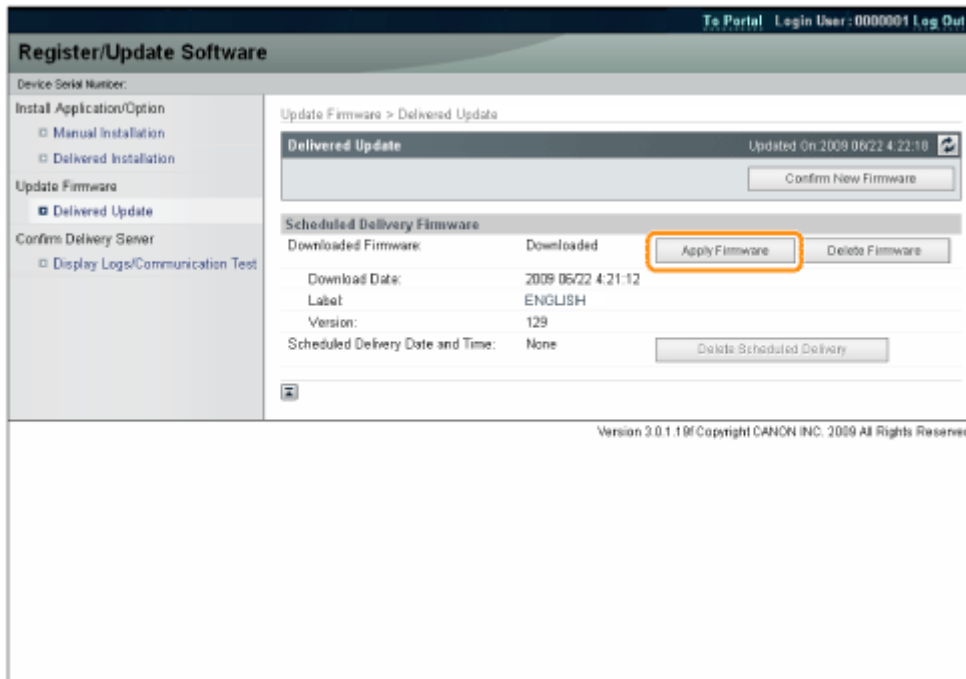 To Portal Login User : 0000001 Log Out
Register/Update Software
Device Serial Number:
Install Application/Option
Manual Installation
Delivered Installation
Update Firmware
Delivered Update
Confirm Delivery Server
Display Logs/Communication Test
Update Firmware > Delivered Update
Delivered Update Updated On:2009 06/22 4:22:18
Confirm New Firmware
Scheduled Delivery Firmware
Downloaded Firmware: Downloaded Apply Firmware Delete Firmware
Download Date: 2009 06/22 4:21:12
Label: ENGLISH
Version: 129
Scheduled Delivery Date and Time: None Delete Scheduled Delivery
Version 3.0.1.19f Copyright CANON INC. 2009 All Rights Reserve